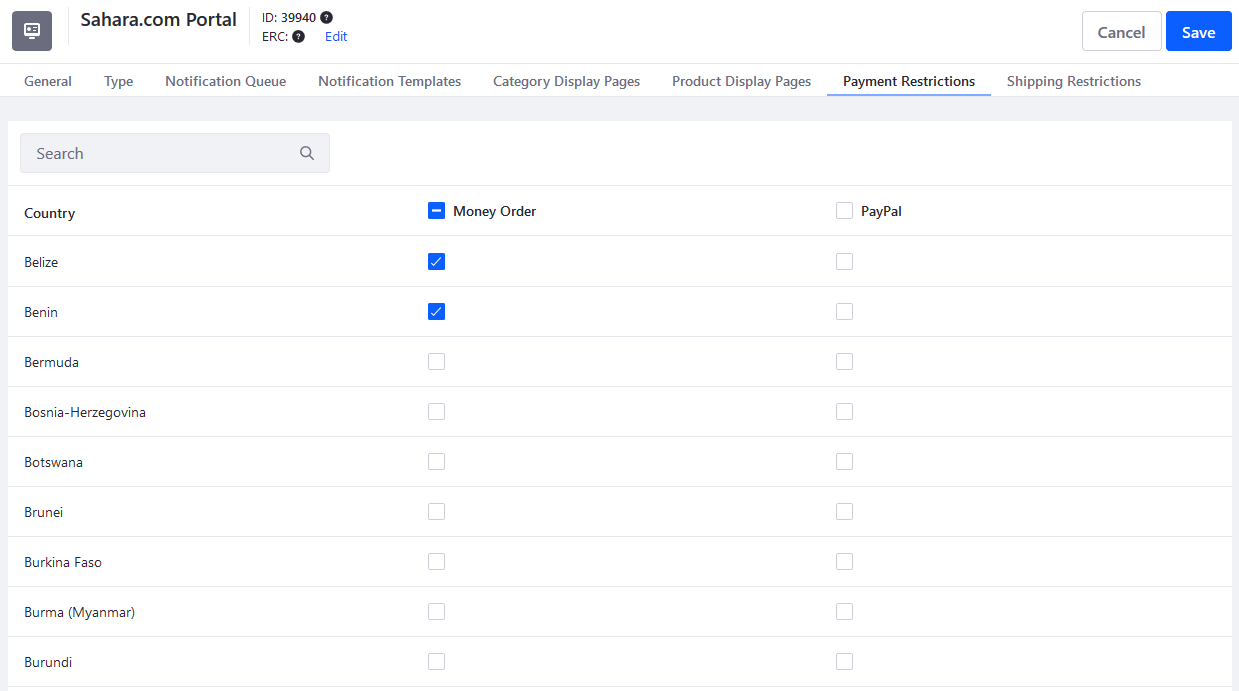 Sahara.com Portal
ID: 39940 ?
ERC: ? Edit
Cancel
Save
General Type Notification Queue Notification Templates Category Display Pages Product Display Pages Payment Restrictions Shipping Restrictions
Search
Country Money Order PayPal
Belize
Benin
Bermuda
Bosnia-Herzegovina
Botswana
Brunei
Burkina Faso
Burma (Myanmar)
Burundi